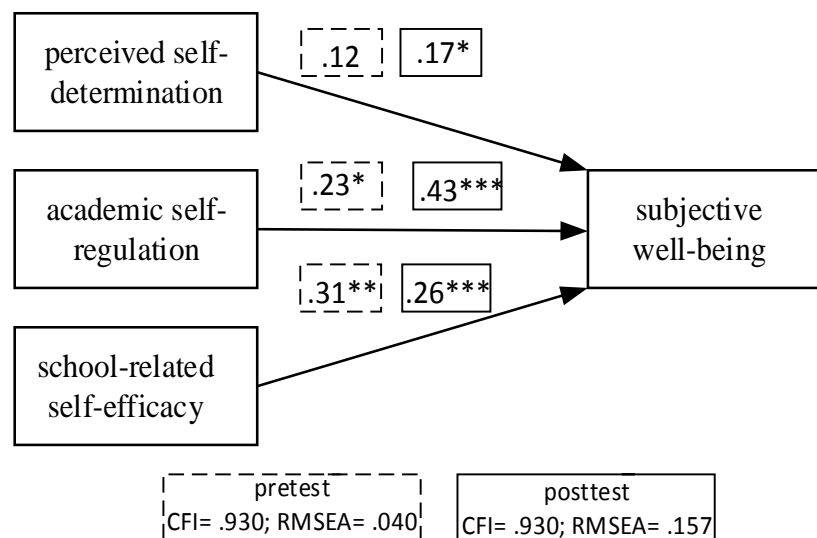 perceived self-
determination
.12
.17*
academic self-
regulation
.23*
.43***
subjective
well-being
school-related
self-efficacy
.31**
.26***
pretest
CFI= .930; RMSEA= .040
posttest
CFI= .930; RMSEA= .157